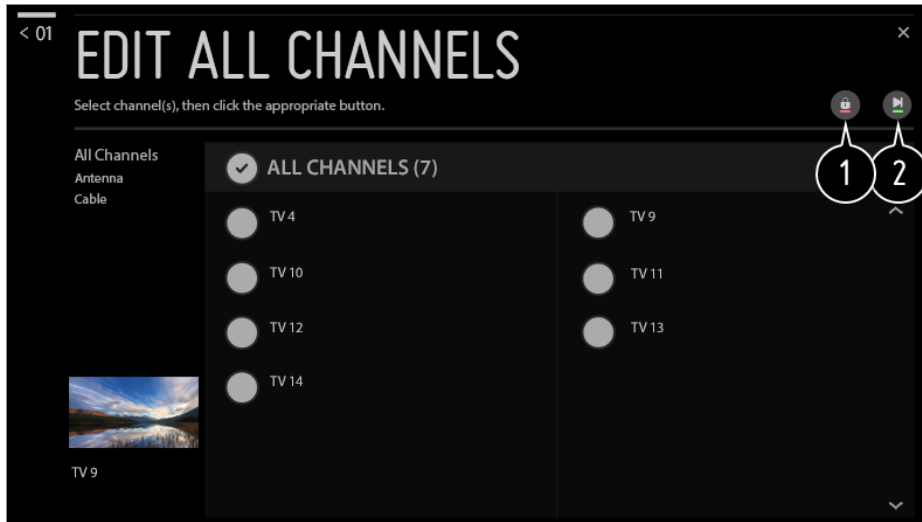 < 01
EDIT ALL CHANNELS
Select channel(s), then click the appropriate button.
1
2
All Channels
Antenna
Cable
ALL CHANNELS (7)
TV 4
TV 9
TV 10
TV 11
TV 12
TV 13
TV 14
TV 9